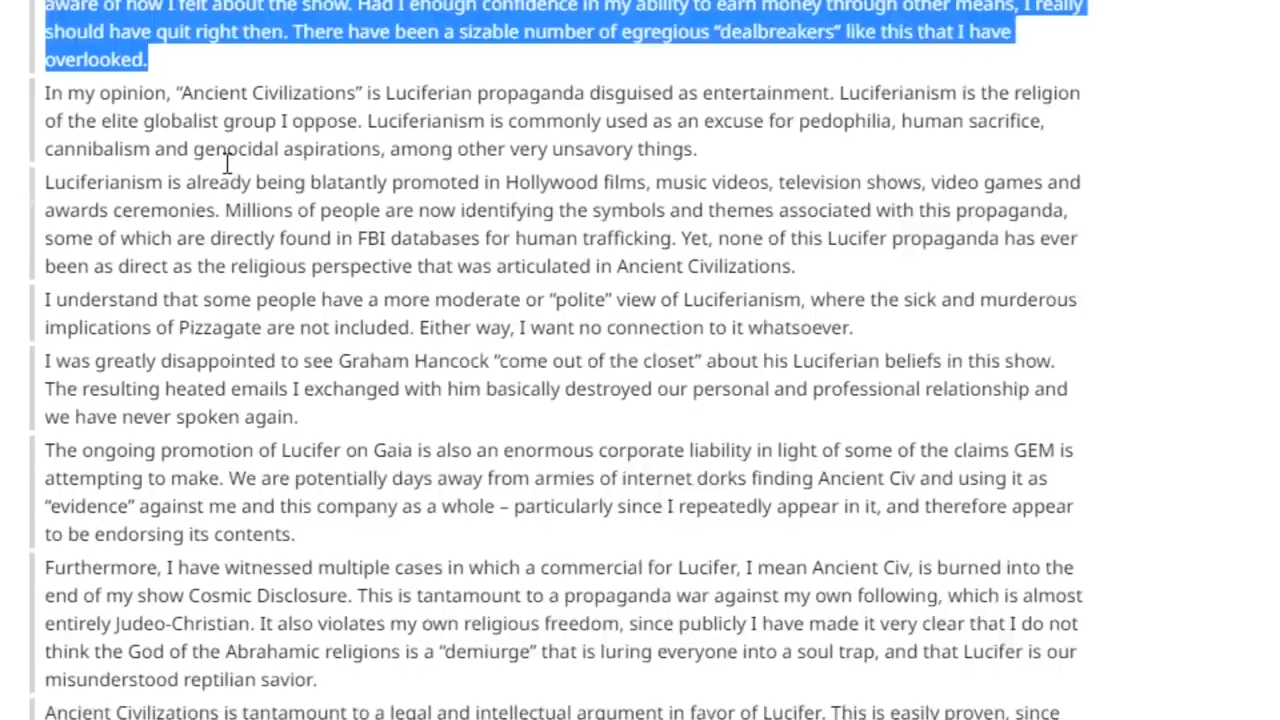 aware of how I felt about the show. Had I enough confidence in my ability to earn money through other means, I really
should have quit right then. There have been a sizable number of egregious “dealbreakers” like this that I have
overlooked.
In my opinion, “Ancient Civilizations” is Luciferian propaganda disguised as entertainment. Luciferianism is the religion
of the elite globalist group I oppose. Luciferianism is commonly used as an excuse for pedophilia, human sacrifice,
cannibalism and genocidal aspirations, among other very unsavory things.
Luciferianism is already being blatantly promoted in Hollywood films, music videos, television shows, video games and
awards ceremonies. Millions of people are now identifying the symbols and themes associated with this propaganda,
some of which are directly found in FBI databases for human trafficking. Yet, none of this Lucifer propaganda has ever
been as direct as the religious perspective that was articulated in Ancient Civilizations.
I understand that some people have a more moderate or “polite” view of Luciferianism, where the sick and murderous
implications of Pizzagate are not included. Either way, I want no connection to it whatsoever.
I was greatly disappointed to see Graham Hancock “come out of the closet” about his Luciferian beliefs in this show.
The resulting heated emails I exchanged with him basically destroyed our personal and professional relationship and
we have never spoken again.
The ongoing promotion of Lucifer on Gaia is also an enormous corporate liability in light of some of the claims GEM is
attempting to make. We are potentially days away from armies of internet dorks finding Ancient Civ and using it as
“evidence” against me and this company as a whole – particularly since I repeatedly appear in it, and therefore appear
to be endorsing its contents.
Furthermore, I have witnessed multiple cases in which a commercial for Lucifer, I mean Ancient Civ, is burned into the
end of my show Cosmic Disclosure. This is tantamount to a propaganda war against my own following, which is almost
entirely Judeo-Christian. It also violates my own religious freedom, since publicly I have made it very clear that I do not
think the God of the Abrahamic religions is a “demiurge” that is luring everyone into a soul trap, and that Lucifer is our
misunderstood reptilian savior.
Ancient Civilizations is tantamount to a legal and intellectual argument in favor of Lucifer. This is easily proven, since